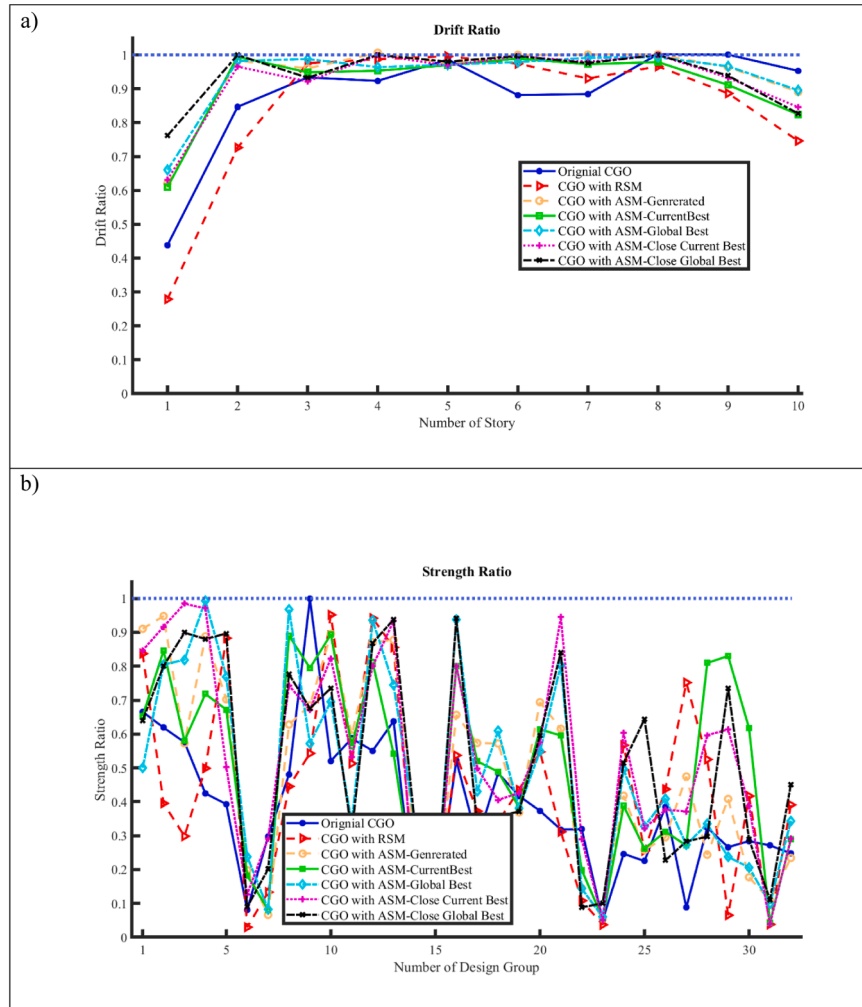 a)
Drift Ratio
1
0.9
0.8
0.7
0.6
0.5
0.4
0.3
0.2
0.1
0
Drift Ratio
Orignial CGO
CGO with RSM
CGO with ASM-Genrerated
CGO with ASM-CurrentBest
CGO with ASM-Global Best
CGO with ASM-Close Current Best
CGO with ASM-Close Global Best
1 2 3 4 5 6 7 8 9 10
Number of Story
b)
Strength Ratio
1
0.9
0.8
0.7
0.6
0.5
0.4
0.3
0.2
0.1
0
Strength Ratio
Orignial CGO
CGO with RSM
CGO with ASM-Genrerated
CGO with ASM-CurrentBest
CGO with ASM-Global Best
CGO with ASM-Close Current Best
CGO with ASM-Close Global Best
1 5 10 15 20 25 30
Number of Design Group